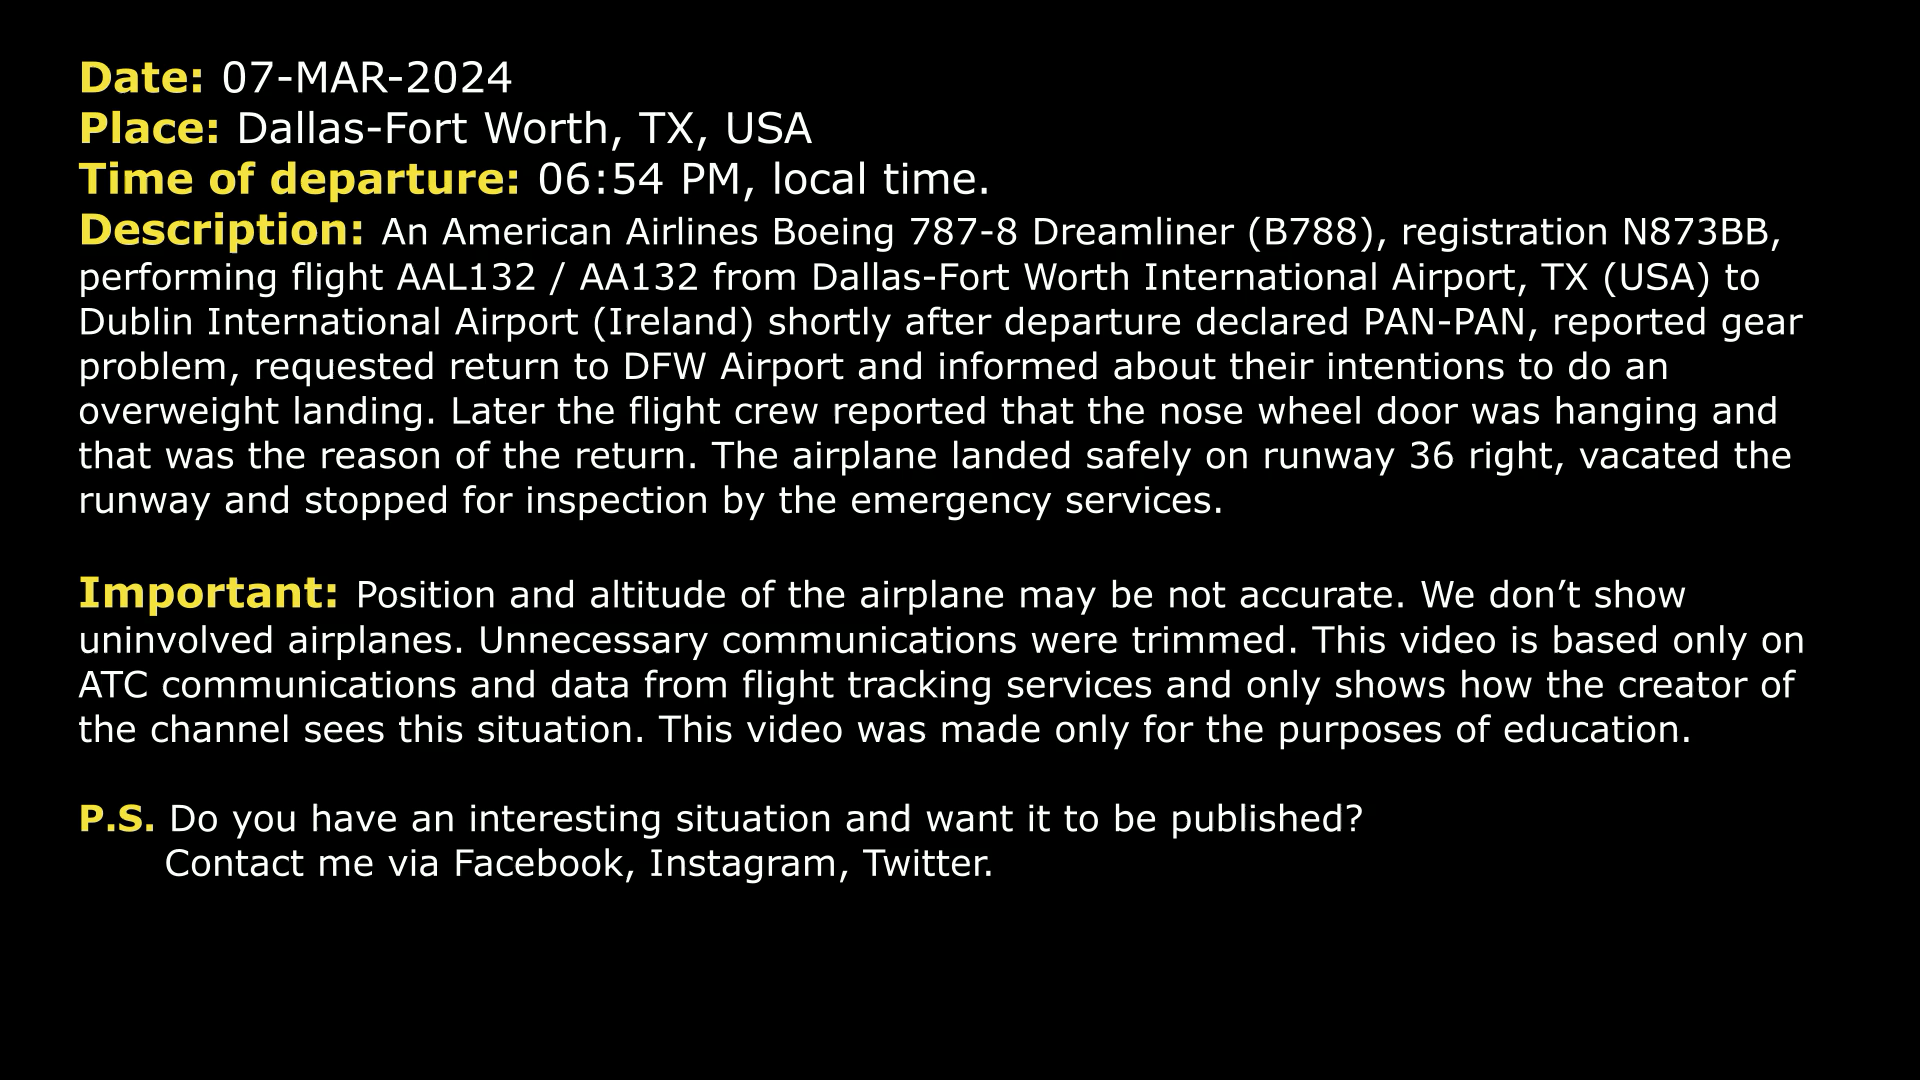 Date: 07-MAR-2024
Place: Dallas-Fort Worth, TX, USA
Time of departure: 06:54 PM, local time.
Description: An American Airlines Boeing 787-8 Dreamliner (B788), registration N873BB,
performing flight AAL132 / AA132 from Dallas-Fort Worth International Airport, TX (USA) to
Dublin International Airport (Ireland) shortly after departure declared PAN-PAN, reported gear
problem, requested return to DFW Airport and informed about their intentions to do an
overweight landing. Later the flight crew reported that the nose wheel door was hanging and
that was the reason of the return. The airplane landed safely on runway 36 right, vacated the
runway and stopped for inspection by the emergency services.
Important: Position and altitude of the airplane may be not accurate. We don’t show
uninvolved airplanes. Unnecessary communications were trimmed. This video is based only on
ATC communications and data from flight tracking services and only shows how the creator of
the channel sees this situation. This video was made only for the purposes of education.
P.S. Do you have an interesting situation and want it to be published?
Contact me via Facebook, Instagram, Twitter.